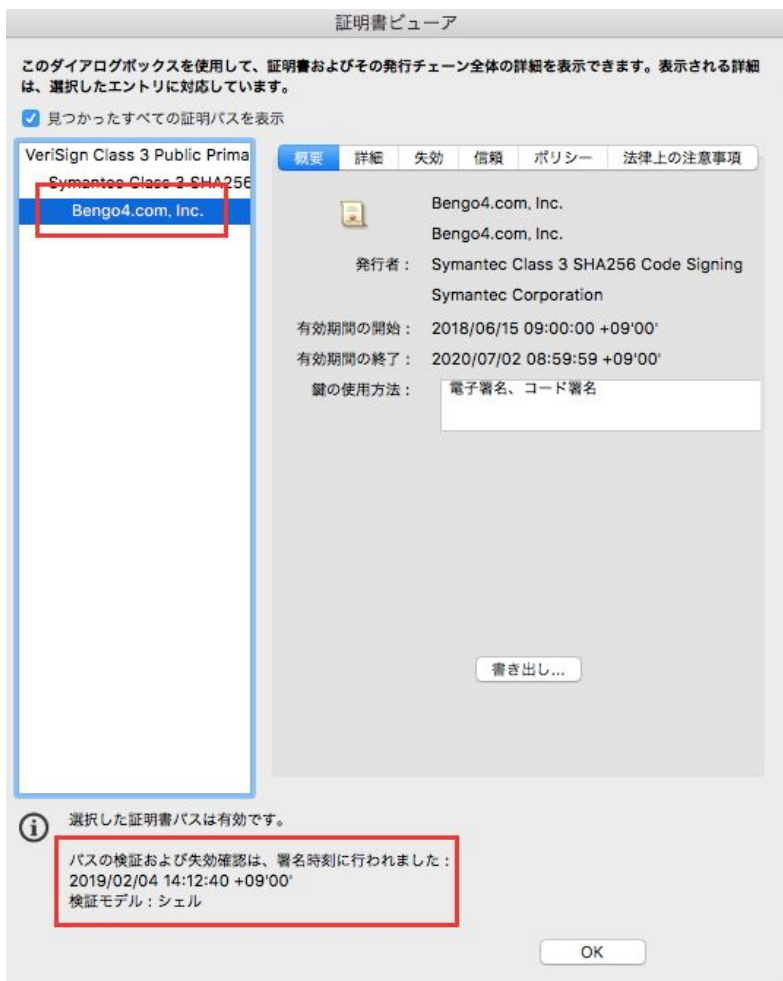 証明書ビューア
このダイアログボックスを使用して、証明書およびその発行チェーン全体の詳細を表示できます。表示される詳細
は、選択したエントリに対応しています。
見つかったすべての証明パスを表示
VeriSign Class 3 Public Prima
Symantec Class 3 SHA256
Bengo4.com, Inc.
概要 詳細 失効 信頼 ポリシー 法律上の注意事項
Bengo4.com, Inc.
Bengo4.com, Inc.
発行者： Symantec Class 3 SHA256 Code Signing
Symantec Corporation
有効期間の開始： 2018/06/15 09:00:00 +09'00'
有効期間の終了： 2020/07/02 08:59:59 +09'00'
鍵の使用方法： 電子署名、コード署名
書き出し...
選択した証明書パスは有効です。
パスの検証および失効確認は、署名時刻に行われました：
2019/02/04 14:12:40 +09'00'
検証モデル：シェル
OK